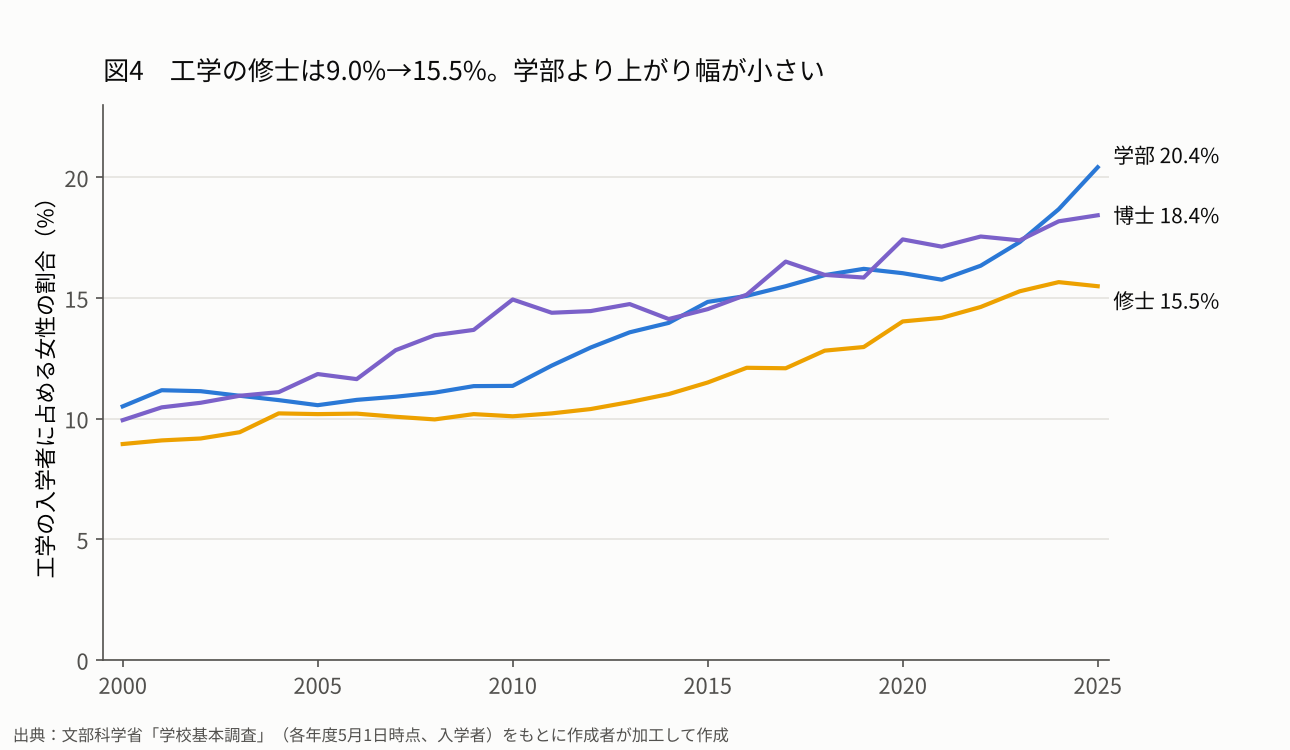 図4　工学の修士は9.0%→15.5%。学部より上がり幅が小さい
工学の入学者に占める女性の割合（%）
20
15
10
5
0
2000
2005
2010
2015
2020
2025
学部 20.4%
博士 18.4%
修士 15.5%
出典：文部科学省「学校基本調査」（各年度5月1日時点、入学者）をもとに作成者が加工して作成